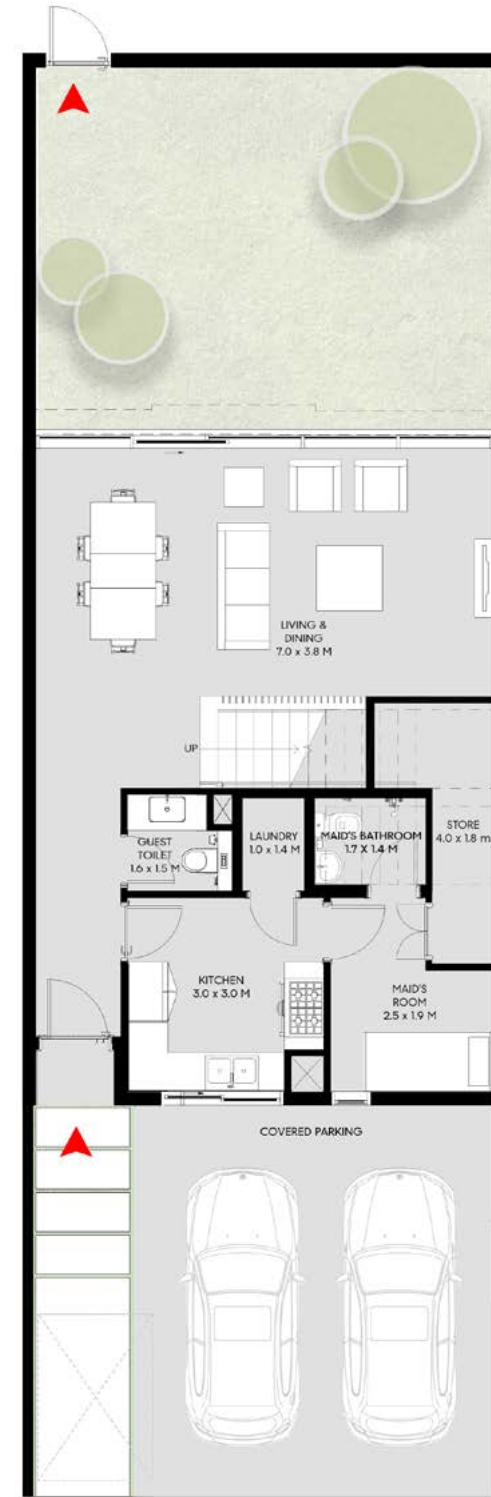 LIVING &
DINING
7.0 x 3.8 M
UP
GUEST
TOILET
1.6 x 1.5 M
LAUNDRY
1.0 x 1.4 M
MAID'S BATHROOM
1.7 X 1.4 M
STORE
4.0 x 1.8 m
KITCHEN
3.0 x 3.0 M
MAID'S
ROOM
2.5 x 1.9 M
COVERED PARKING